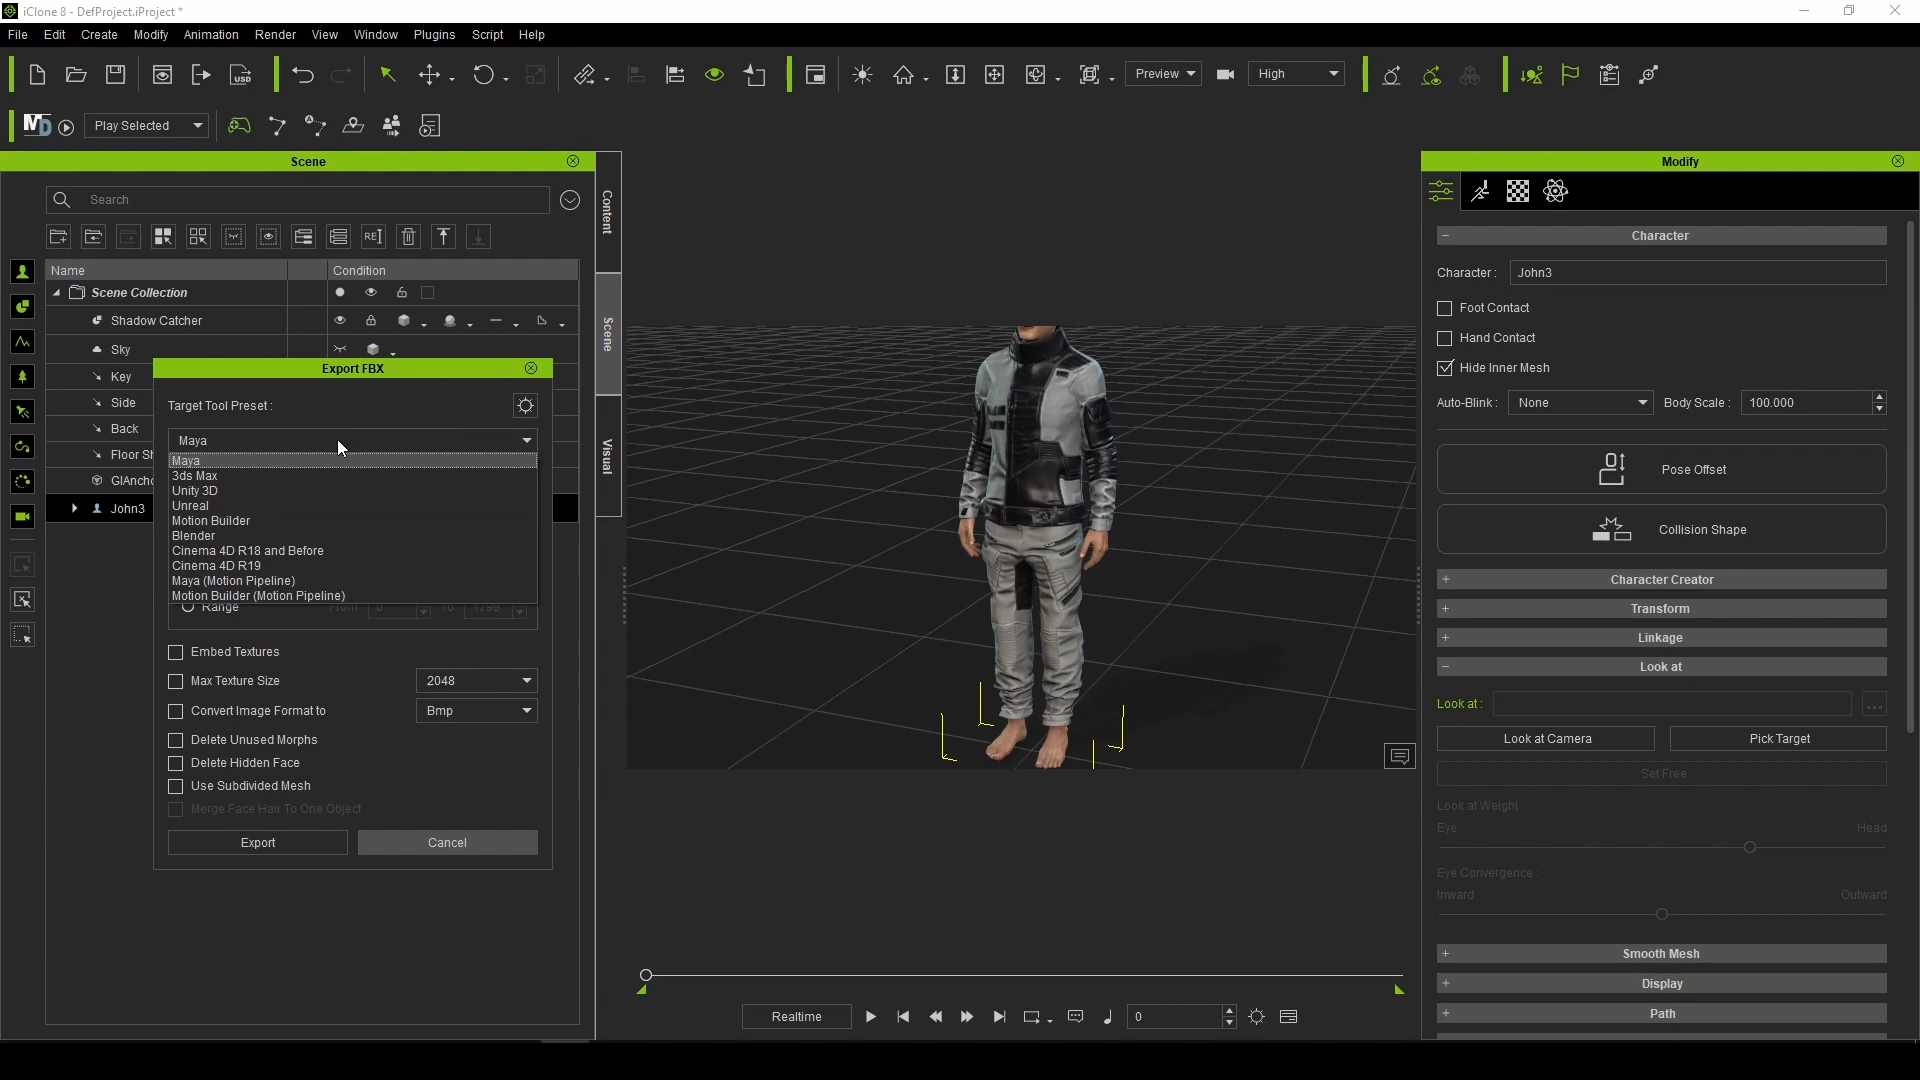 iClone 8 - DefProject.iProject *
File Edit Create Modify Animation Render View Window Plugins Script Help
USD
Preview
High
MD
Play Selected
Scene
Search
RE
Name Condition
Scene Collection
Shadow Catcher
Sky
Key
Side
Back
Floor Sh
GIAncho
John3
Export FBX
Target Tool Preset :
Maya
Maya
3ds Max
Unity 3D
Unreal
Motion Builder
Blender
Cinema 4D R18 and Before
Cinema 4D R19
Maya (Motion Pipeline)
Motion Builder (Motion Pipeline)
Range From 0 To 1799
Embed Textures
Max Texture Size 2048
Convert Image Format to Bmp
Delete Unused Morphs
Delete Hidden Face
Use Subdivided Mesh
Merge Face Hair To One Object
Export Cancel
Content
Scene
Visual
Realtime
0
Modify
Character
Character : John3
Foot Contact
Hand Contact
Hide Inner Mesh
Auto-Blink : None Body Scale : 100.000
Pose Offset
Collision Shape
Character Creator
Transform
Linkage
Look at
Look at : ...
Look at Camera Pick Target
Set Free
Look at Weight :
Eye Head
Eye Convergence :
Inward Outward
Smooth Mesh
Display
Path